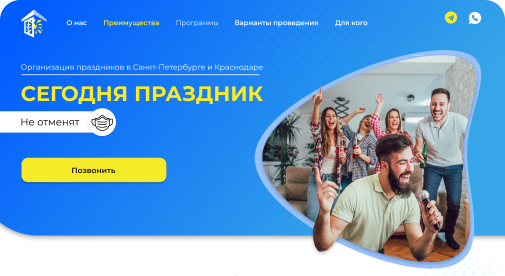 О нас Преимущества Программы Варианты проведения Для кого
Организация праздников в Санкт-Петербурге и Краснодаре
СЕГОДНЯ ПРАЗДНИК
Не отменят
Позвонить